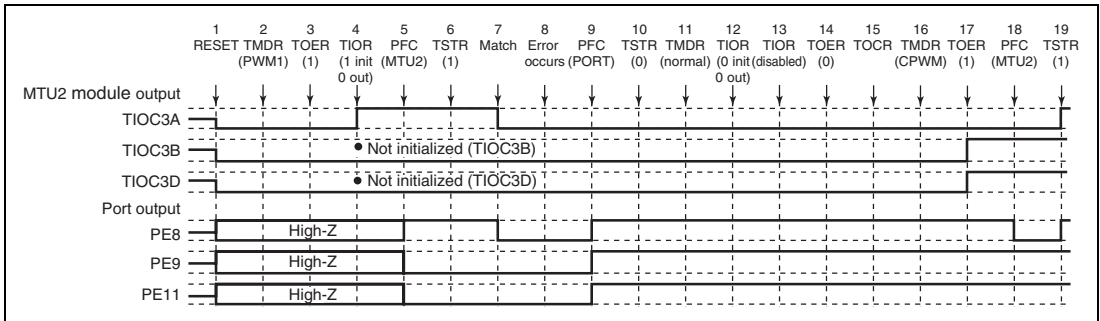 1 2 3 4 5 6 7 8 9 10 11 12 13 14 15 16 17 18 19
RESET TMDR TOER TIOR PFC TSTR Match Error PFC TSTR TMDR TIOR TIOR TOER TOCR TMDR TOER PFC TSTR
(PWM1) (1) (1 init (MTU2) (1) occurs (PORT) (0) (normal) (0 init (disabled) (0) (CPWM) (1) (MTU2) (1)
0 out) 0 out)
MTU2 module output
TIOC3A
TIOC3B • Not initialized (TIOC3B)
TIOC3D • Not initialized (TIOC3D)
Port output
PE8 High-Z
PE9 High-Z
PE11 High-Z